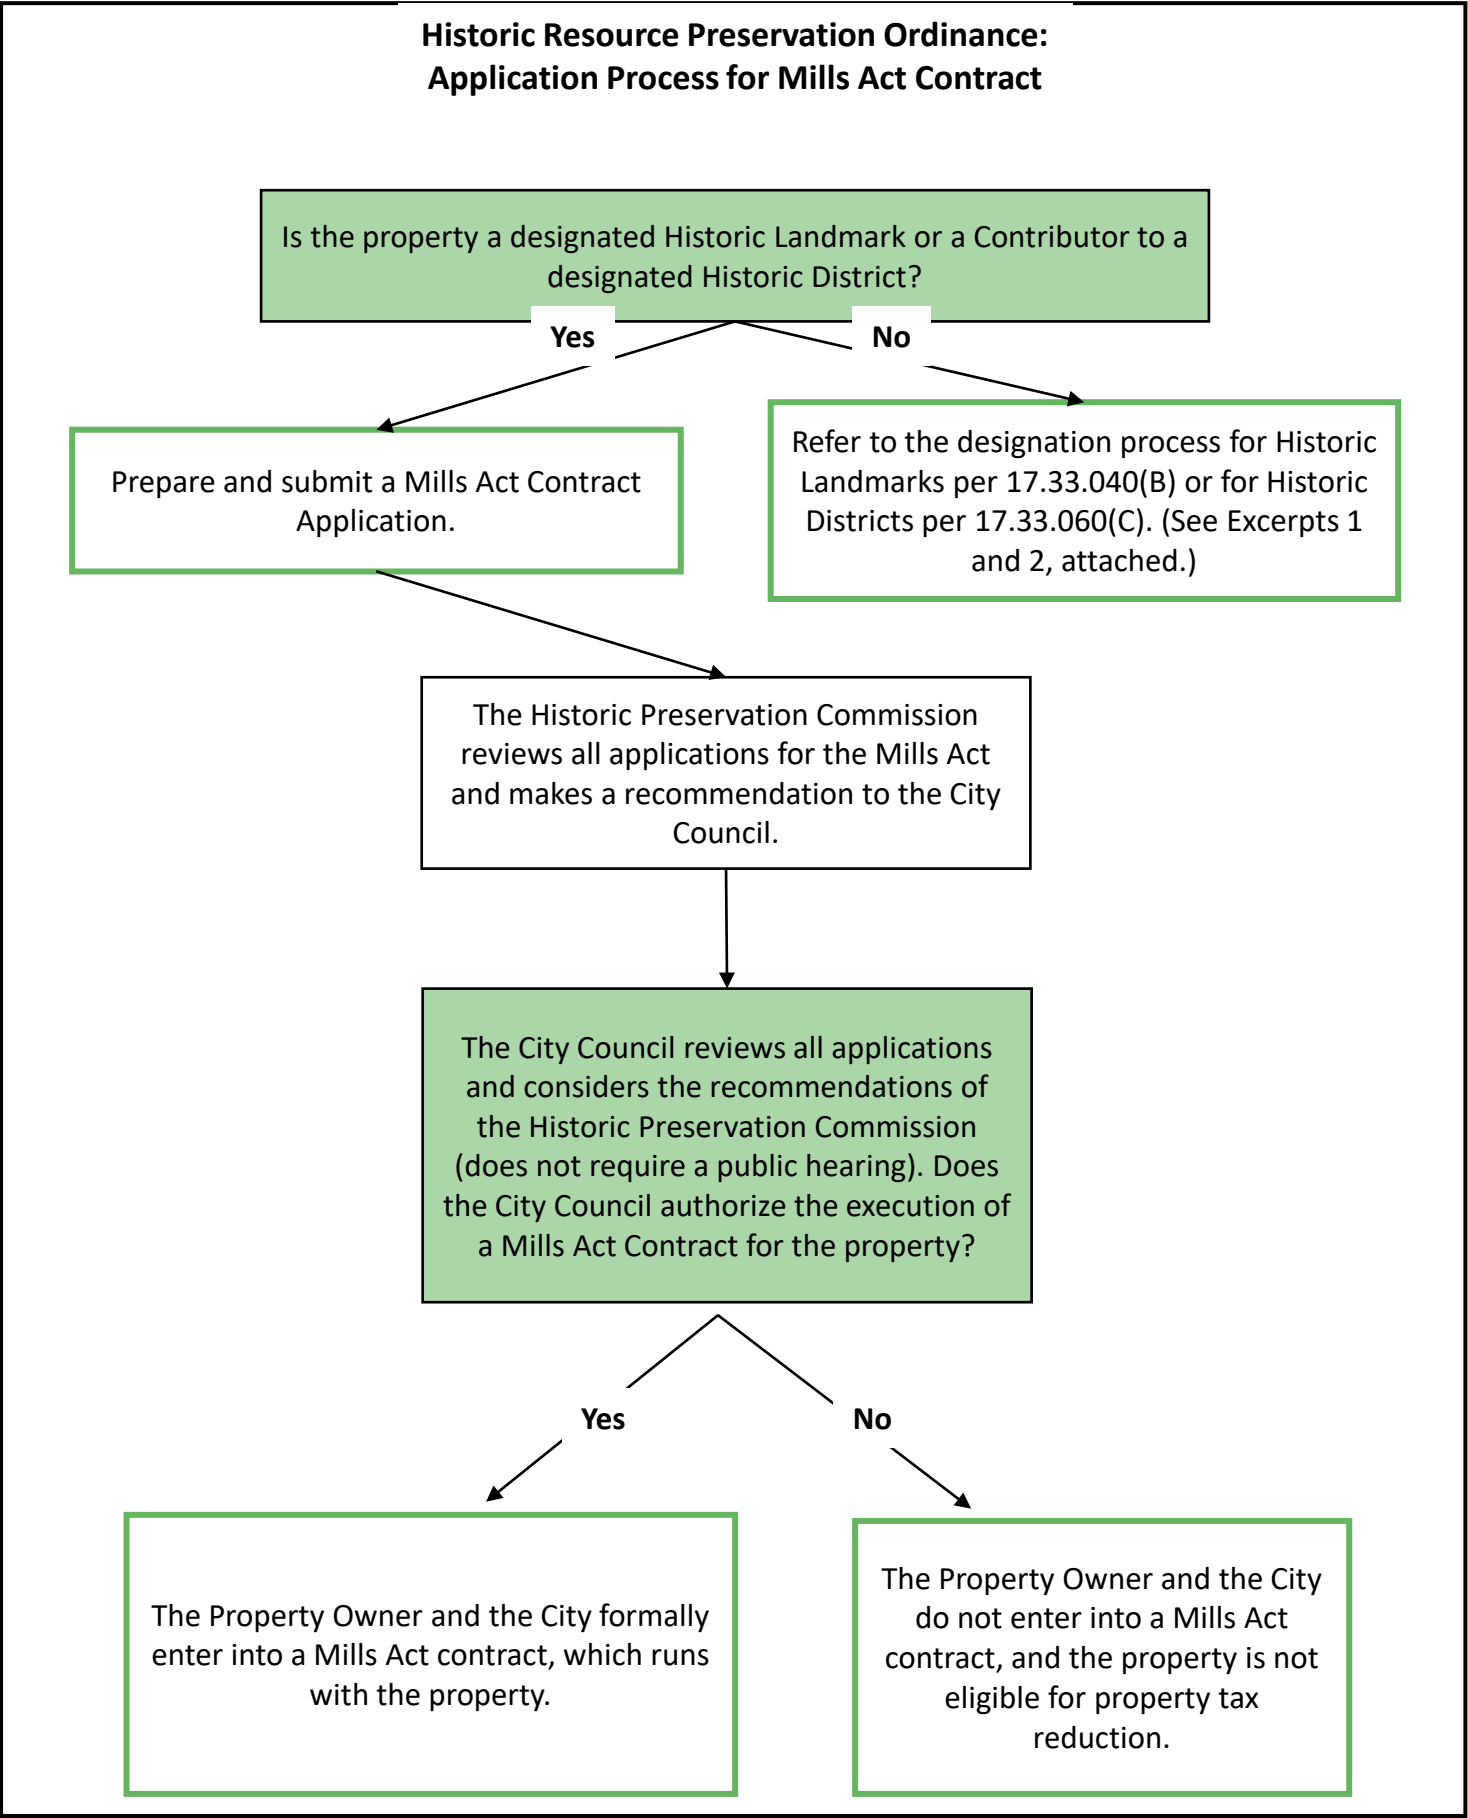 Historic Resource Preservation Ordinance:
Application Process for Mills Act Contract
Is the property a designated Historic Landmark or a Contributor to a
designated Historic District?
Yes
No
Prepare and submit a Mills Act Contract
Application.
Refer to the designation process for Historic
Landmarks per 17.33.040(B) or for Historic
Districts per 17.33.060(C). (See Excerpts 1
and 2, attached.)
The Historic Preservation Commission
reviews all applications for the Mills Act
and makes a recommendation to the City
Council.
The City Council reviews all applications
and considers the recommendations of
the Historic Preservation Commission
(does not require a public hearing). Does
the City Council authorize the execution of
a Mills Act Contract for the property?
Yes
No
The Property Owner and the City formally
enter into a Mills Act contract, which runs
with the property.
The Property Owner and the City
do not enter into a Mills Act
contract, and the property is not
eligible for property tax
reduction.